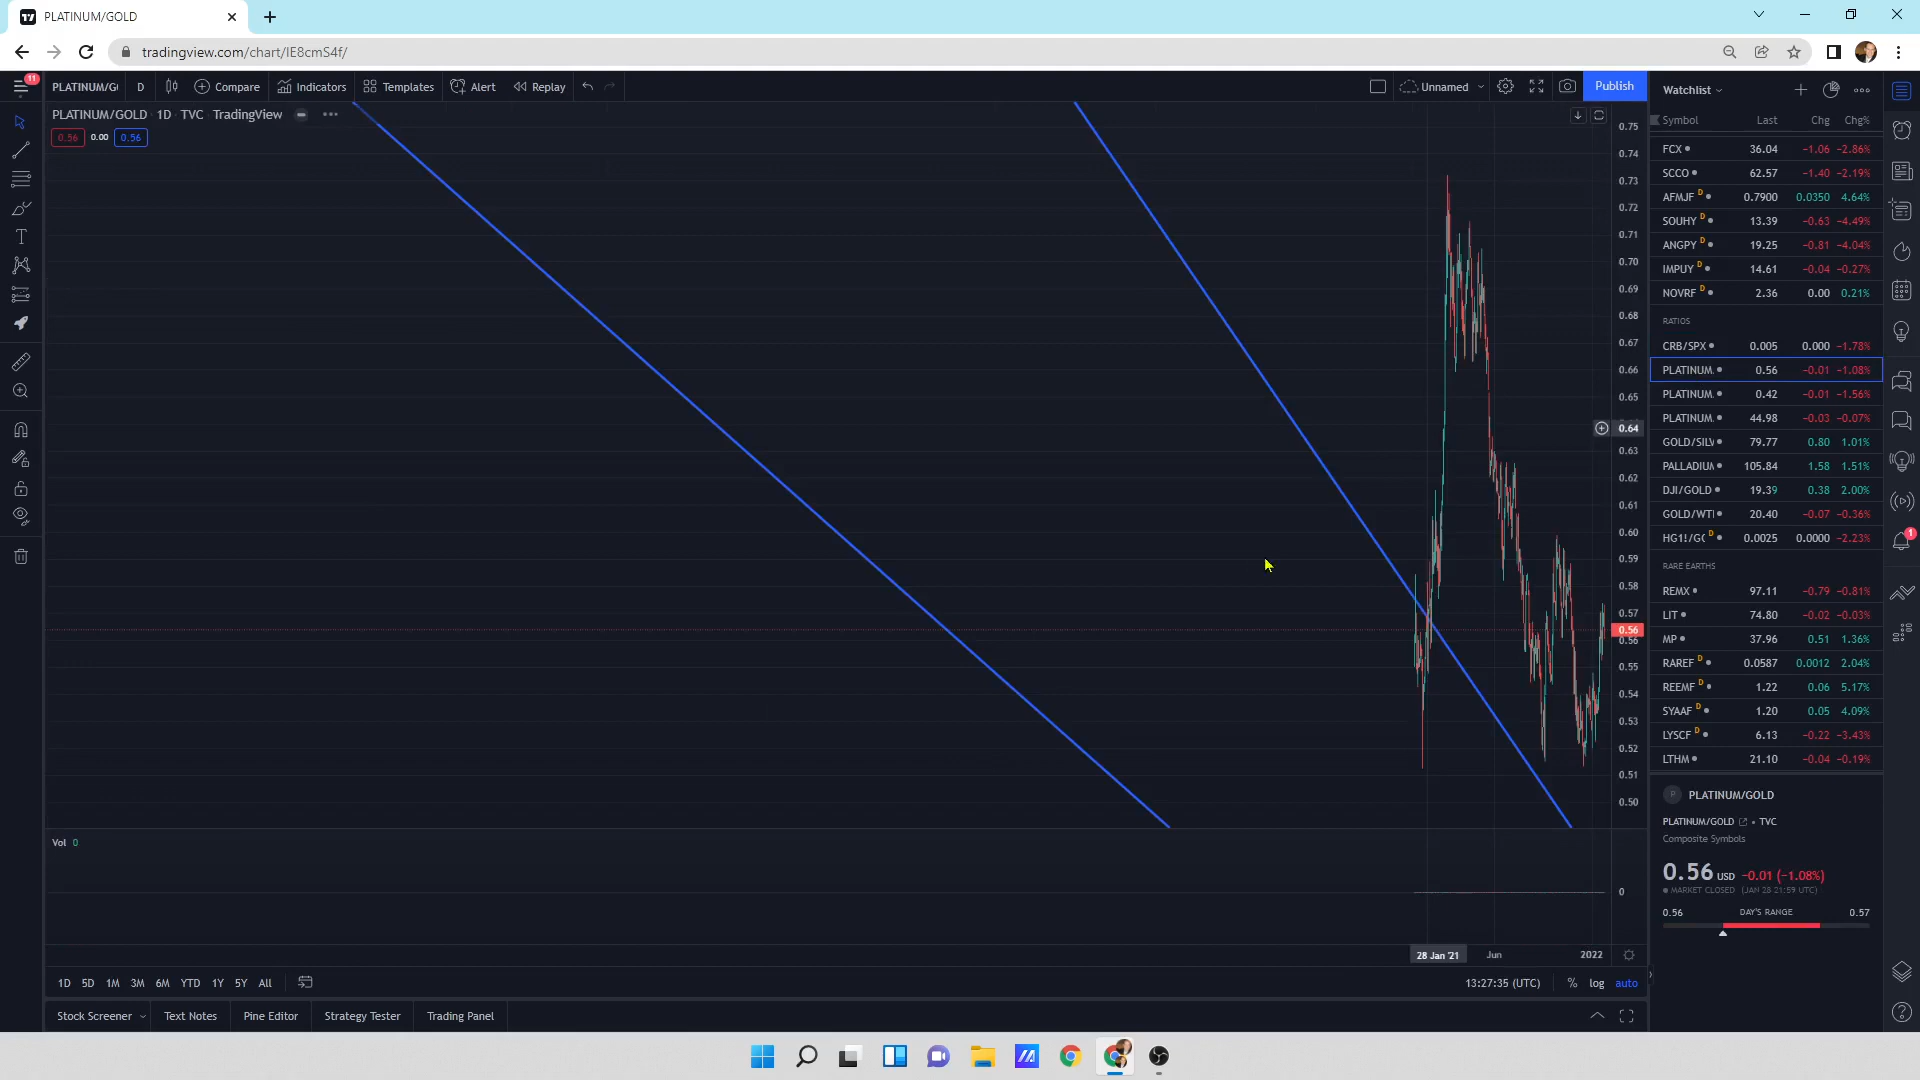 PLATINUM/GOLD
tradingview.com/chart/IE8cmS4f/
11
PLATINUM/G
D
Compare
Indicators
Templates
Alert
Replay
Unnamed
Publish
PLATINUM/GOLD · 1D · TVC TradingView
0.56 0.00 0.56
0.75
0.74
0.73
0.72
0.71
0.70
0.69
0.68
0.67
0.66
0.65
0.64
0.63
0.62
0.61
0.60
0.59
0.58
0.57
0.56
0.56
0.55
0.54
0.53
0.52
0.51
0.50
Vol 0
0
28 Jan '21 Jun 2022
1D 5D 1M 3M 6M YTD 1Y 5Y All
13:27:35 (UTC) % log auto
Stock Screener Text Notes Pine Editor Strategy Tester Trading Panel
Watchlist
Symbol Last Chg Chg%
FCX 36.04 −1.06 −2.86%
SCCO 62.57 −1.40 −2.19%
AFMJF D 0.7900 0.0350 4.64%
SOUHY D 13.39 −0.63 −4.49%
ANGPY D 19.25 −0.81 −4.04%
IMPUY D 14.61 −0.04 −0.27%
NOVRF D 2.36 0.00 0.21%
RATIOS
CRB/SPX 0.005 0.000 −1.78%
PLATINUM. 0.56 −0.01 −1.08%
PLATINUM. 0.42 −0.01 −1.56%
PLATINUM. 44.98 −0.03 −0.07%
GOLD/SILV 79.77 0.80 1.01%
PALLADIUM 105.84 1.58 1.51%
DJI/GOLD 19.39 0.38 2.00%
GOLD/WTI 20.40 −0.07 −0.36%
HG1!/GC D 0.0025 0.0000 −2.23%
RARE EARTHS
REMX 97.11 −0.79 −0.81%
LIT 74.80 −0.02 −0.03%
MP 37.96 0.51 1.36%
RAREF D 0.0587 0.0012 2.04%
REEMF D 1.22 0.06 5.17%
SYAAF D 1.20 0.05 4.09%
LYSCF D 6.13 −0.22 −3.43%
LTHM 21.10 −0.04 −0.19%
P PLATINUM/GOLD
PLATINUM/GOLD • TVC
Composite Symbols
0.56 USD −0.01 (−1.08%)
MARKET CLOSED (JAN 28 21:59 UTC)
0.56 DAY'S RANGE 0.57
1